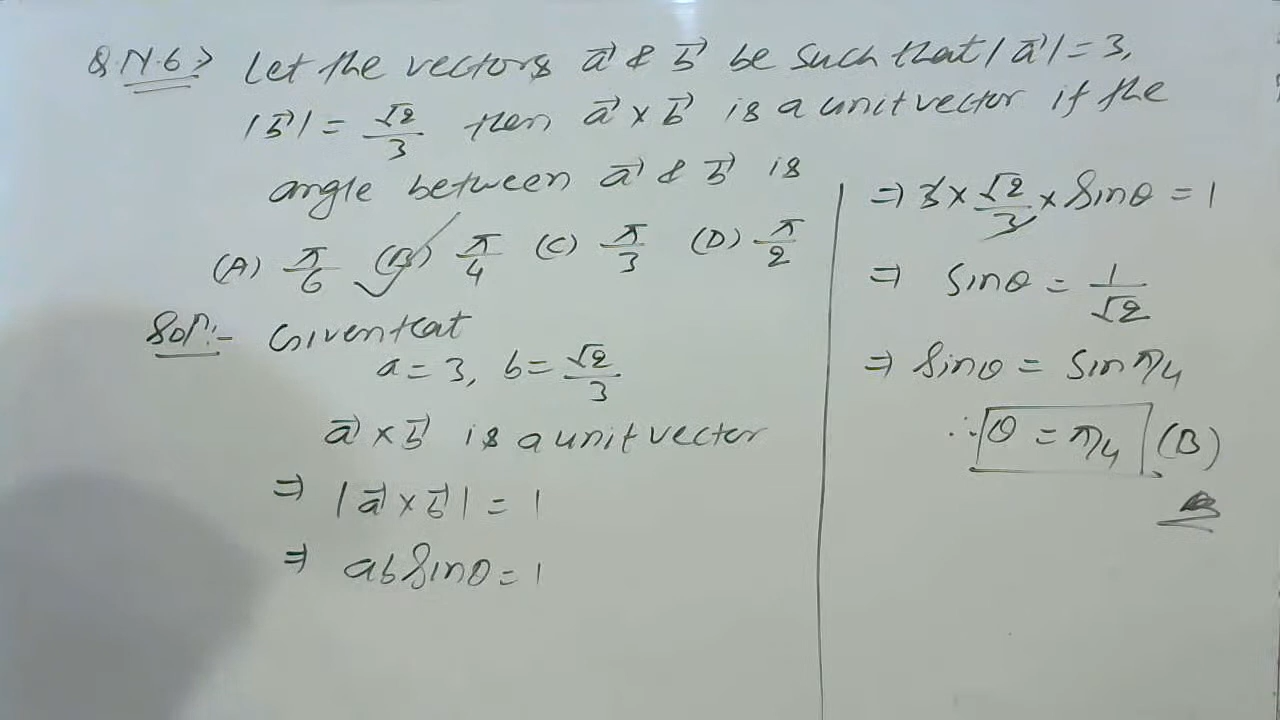 Q.N.6> Let the vectors a⃗ & b⃗ be such that |a⃗| = 3,
|b⃗| = √2/3 then a⃗ × b⃗ is a unit vector if the
angle between a⃗ & b⃗ is
(A) π/6 (B) π/4 (C) π/3 (D) π/2
Solⁿ:- Given that
a = 3, b = √2/3
a⃗ × b⃗ is a unit vector
⇒ |a⃗ × b⃗| = 1
⇒ ab Sinθ = 1
⇒ 3 × √2/3 × Sinθ = 1
⇒ Sinθ = 1/√2
⇒ Sinθ = Sin π/4
∴ θ = π/4 (B)